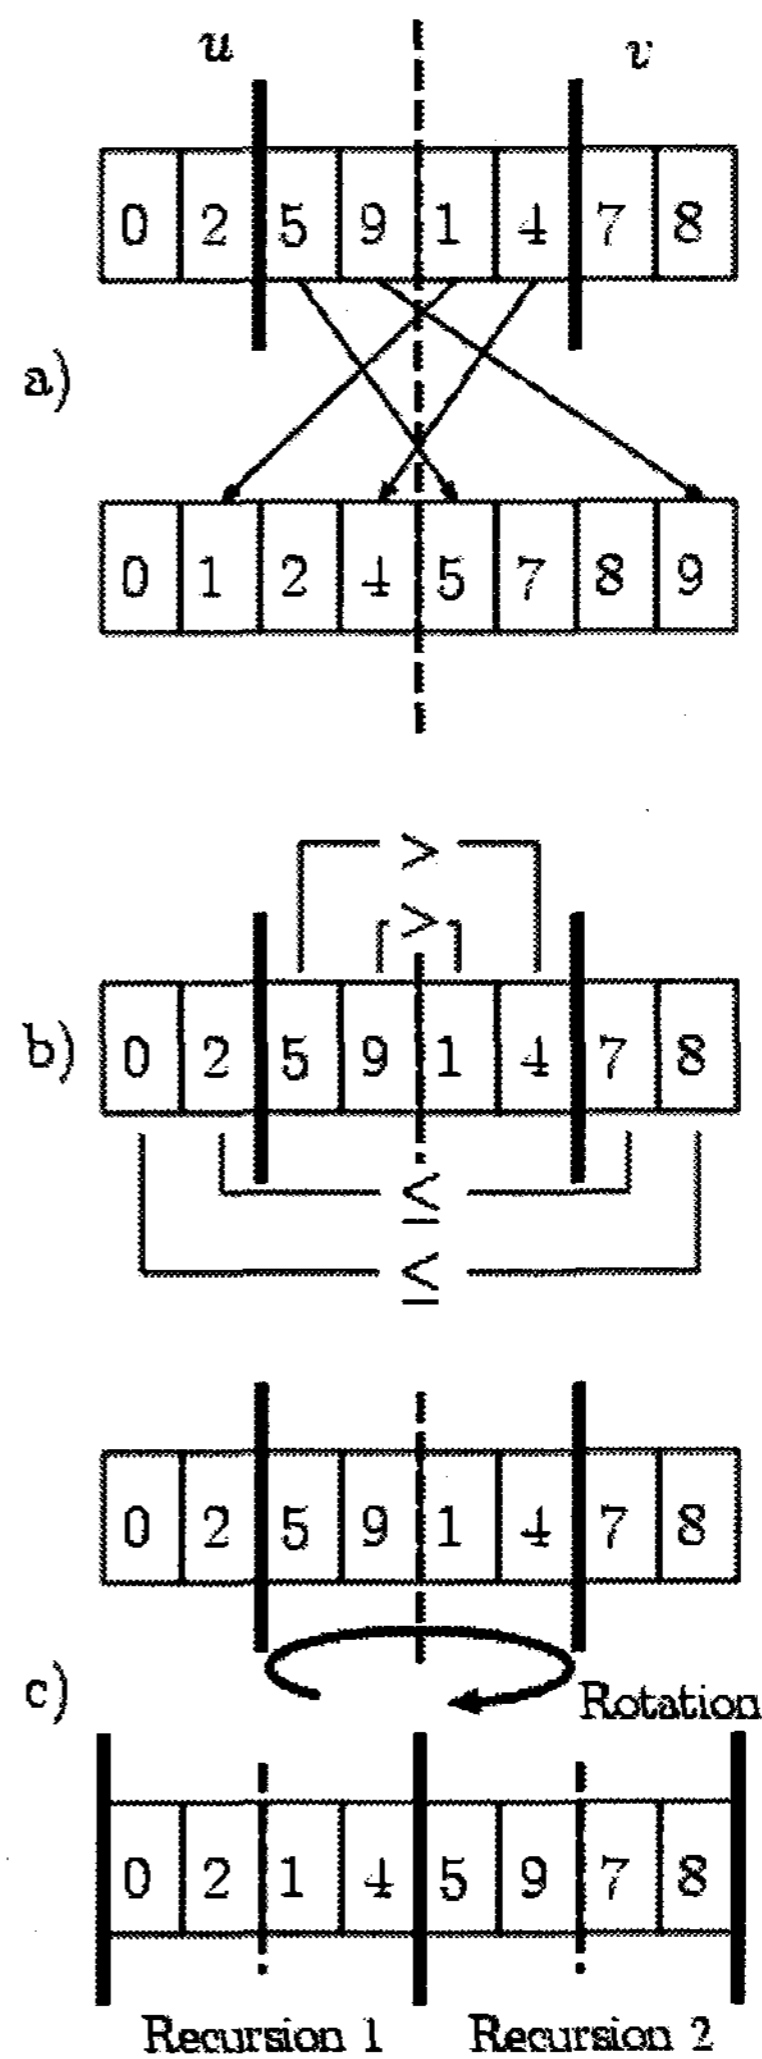 u v
0 2 5 9 1 4 7 8
a)
0 1 2 4 5 7 8 9
>
>
b) 0 2 5 9 1 4 7 8
≤
≤
0 2 5 9 1 4 7 8
c)
Rotation
0 2 1 4 5 9 7 8
Recursion 1 Recursion 2